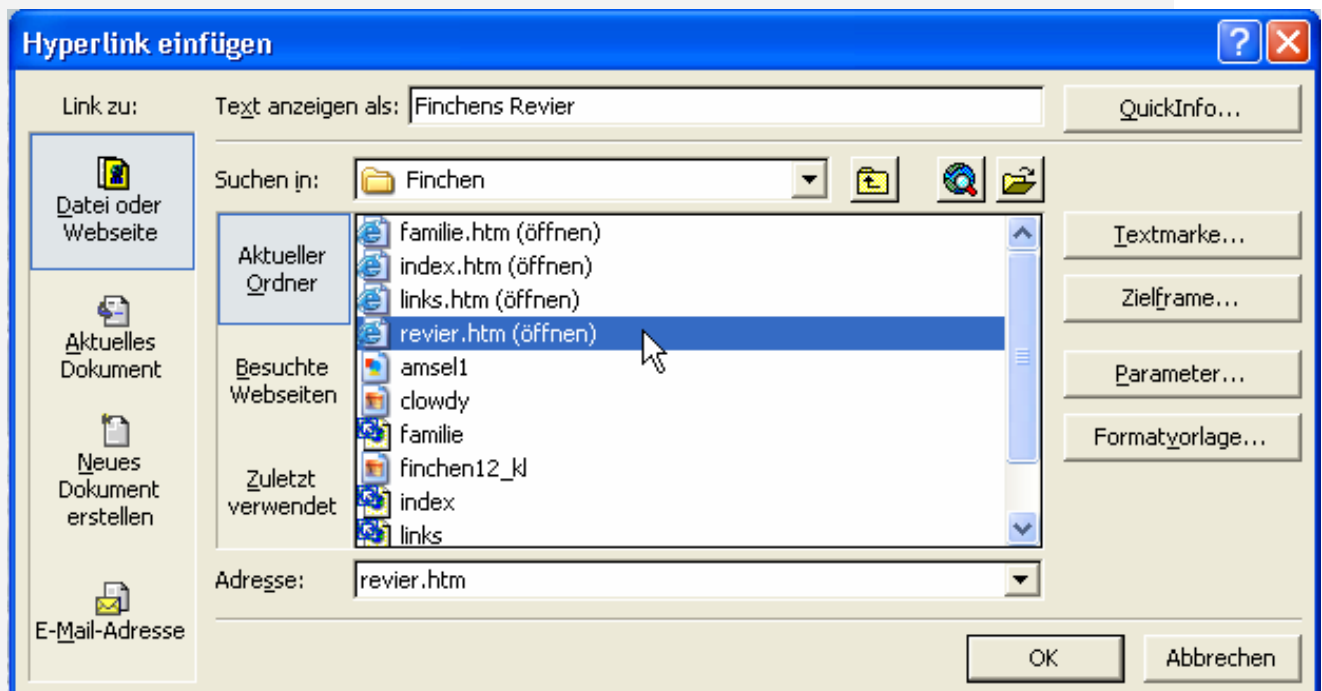 Hyperlink einfügen
Link zu:
Text anzeigen als: Finchens Revier
QuickInfo...
Datei oder
Webseite
Aktuelles
Dokument
Neues
Dokument
erstellen
E-Mail-Adresse
Suchen in: Finchen
Aktueller
Ordner
Besuchte
Webseiten
Zuletzt
verwendet
familie.htm (öffnen)
index.htm (öffnen)
links.htm (öffnen)
revier.htm (öffnen)
amsel1
clowdy
familie
finchen12_kl
index
links
Textmarke...
Zielframe...
Parameter...
Formatvorlage...
Adresse: revier.htm
OK
Abbrechen